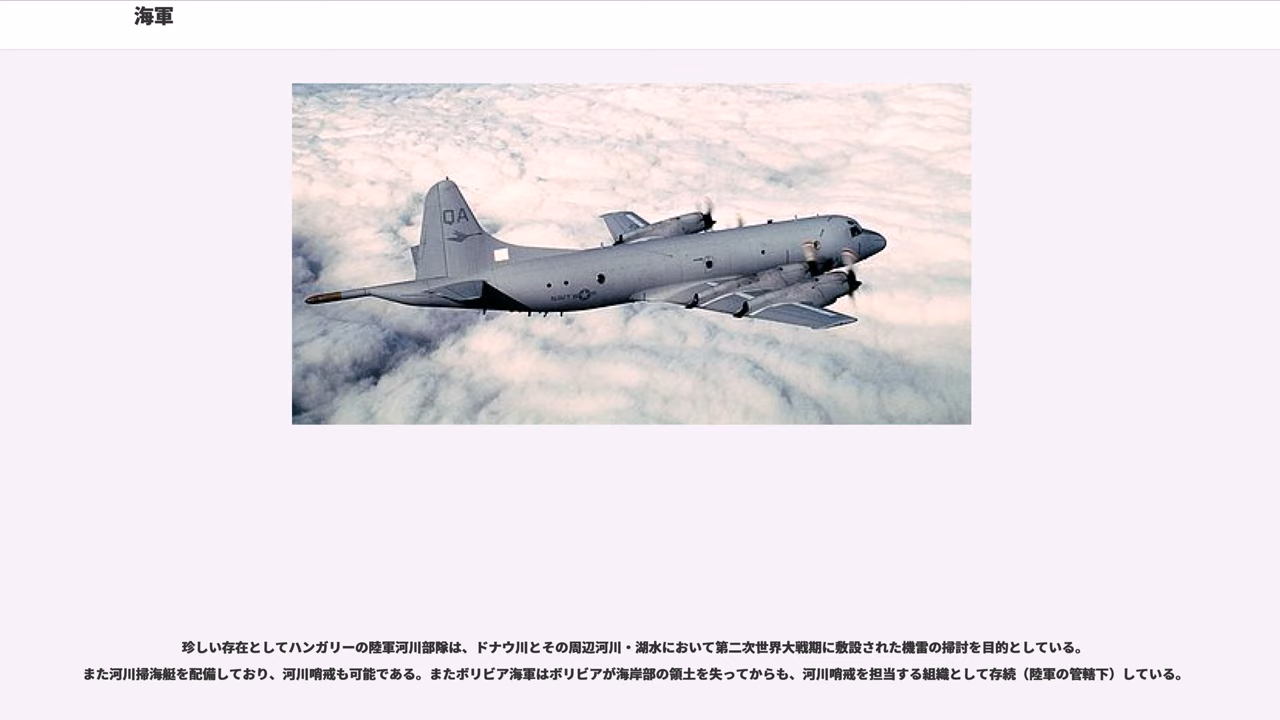 海軍
QA
NAVY
珍しい存在としてハンガリーの陸軍河川部隊は、ドナウ川とその周辺河川・湖水において第二次世界大戦期に敷設された機雷の掃討を目的としている。
また河川掃海艇を配備しており、河川哨戒も可能である。またボリビア海軍はボリビアが海岸部の領土を失ってからも、河川哨戒を担当する組織として存続（陸軍の管轄下）している。